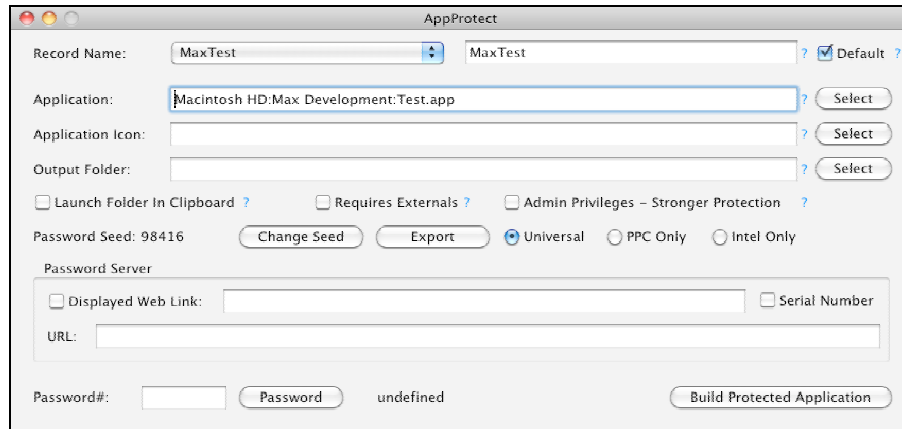 AppProtect
Record Name: MaxTest MaxTest ? Default ?
Application: Macintosh HD:Max Development:Test.app ? Select
Application Icon: ? Select
Output Folder: ? Select
Launch Folder In Clipboard ? Requires Externals ? Admin Privileges – Stronger Protection ?
Password Seed: 98416 Change Seed Export Universal PPC Only Intel Only
Password Server
Displayed Web Link: Serial Number
URL:
Password#: Password undefined Build Protected Application